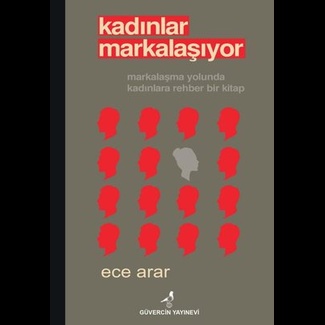 kadınlar
markalaşıyor
markalaşma yolunda
kadınlara rehber bir kitap
ece arar
GÜVERCİN YAYINEVİ